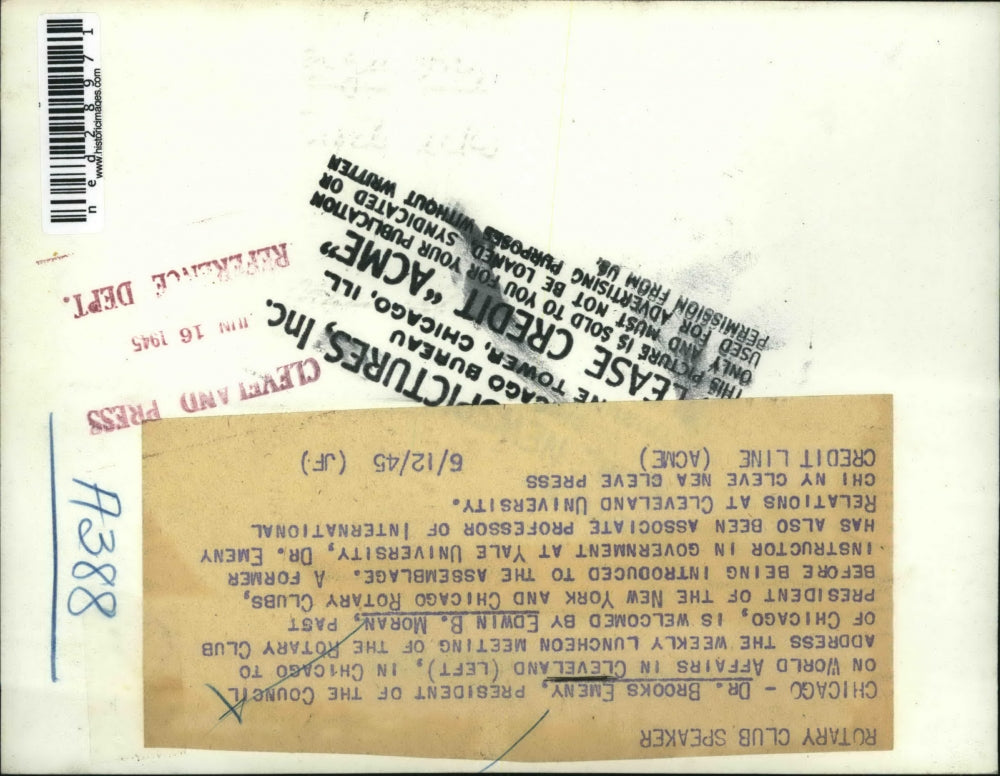 ROTARY CLUB SPEAKER
CHICAGO - DR. BROOKS EMENY, PRESIDENT OF THE COUNCIL
ON WORLD AFFAIRS IN CLEVELAND (LEFT), IN CHICAGO TO
ADDRESS THE WEEKLY LUNCHEON MEETING OF THE ROTARY CLUB
OF CHICAGO, IS WELCOMED BY EDWIN B. MORAN, PAST
PRESIDENT OF THE NEW YORK AND CHICAGO ROTARY CLUBS,
BEFORE BEING INTRODUCED TO THE ASSEMBLAGE. A FORMER
INSTRUCTOR IN GOVERNMENT AT YALE UNIVERSITY, DR. EMENY
HAS ALSO BEEN ASSOCIATE PROFESSOR OF INTERNATIONAL
RELATIONS AT CLEVELAND UNIVERSITY.
CHI NY CLEVE NEA CLEVE PRESS
CREDIT LINE (ACME) 6/12/45 (JF)
A388
CLEVELAND PRESS
JUN 16 1945
REFERENCE DEPT.
PICTURES, Inc.
CAGO BUREAU
NE TOWER, CHICAGO, ILL
LEASE CREDIT "ACME"
THIS PICTURE IS SOLD TO YOU FOR YOUR PUBLICATION
ONLY AND MUST NOT BE LOANED SYNDICATED OR
USED FOR ADVERTISING PURPOSES WITHOUT WRITTEN
PERMISSION FROM US.
ned28971
www.historicimages.com